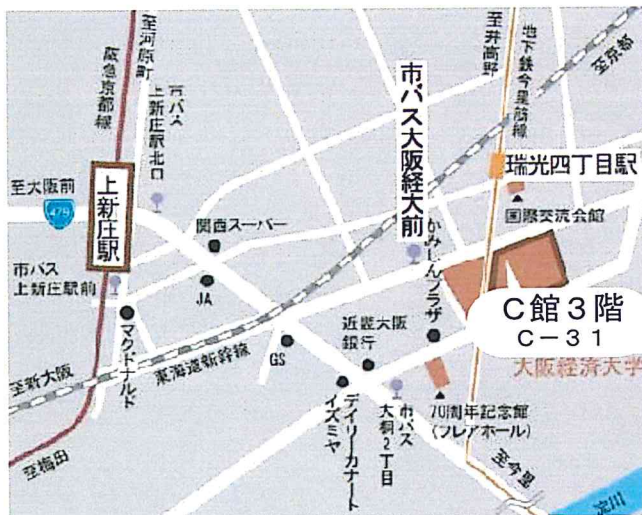 阪急京都線
至河原町
市バス
上新庄駅北口
至大阪前
479
上新庄駅
市バス
上新庄駅前
関西スーパー
JA
マクドナルド
東海道新幹線
至新大阪
至梅田
GS
近畿大阪
銀行
デイリーカナート
イズミヤ
市バス
大桐2丁目
市バス大阪経大前
かみしんプラザ
70周年記念館
(フレアホール)
至井高野
地下鉄今里筋線
至京都
瑞光四丁目駅
国際交流会館
C館3階
C-31
大阪経済大学
至今里
淀川